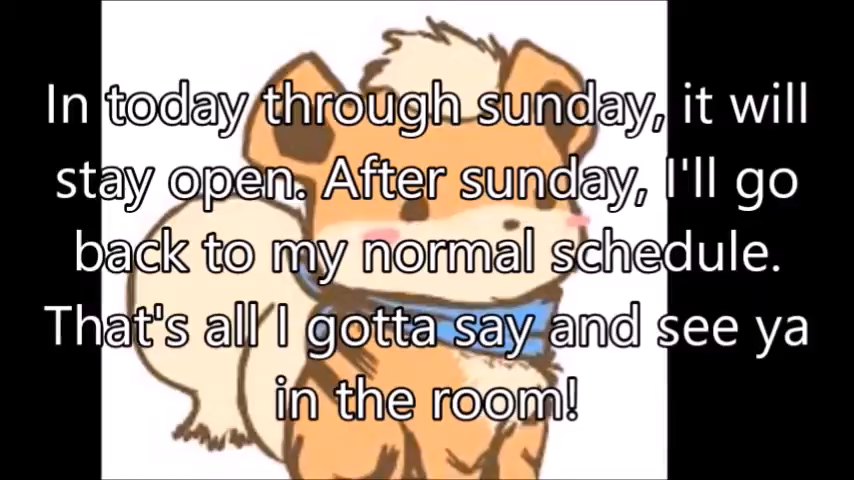 In today through sunday, it will
stay open. After sunday, I'll go
back to my normal schedule.
That's all I gotta say and see ya
in the room!